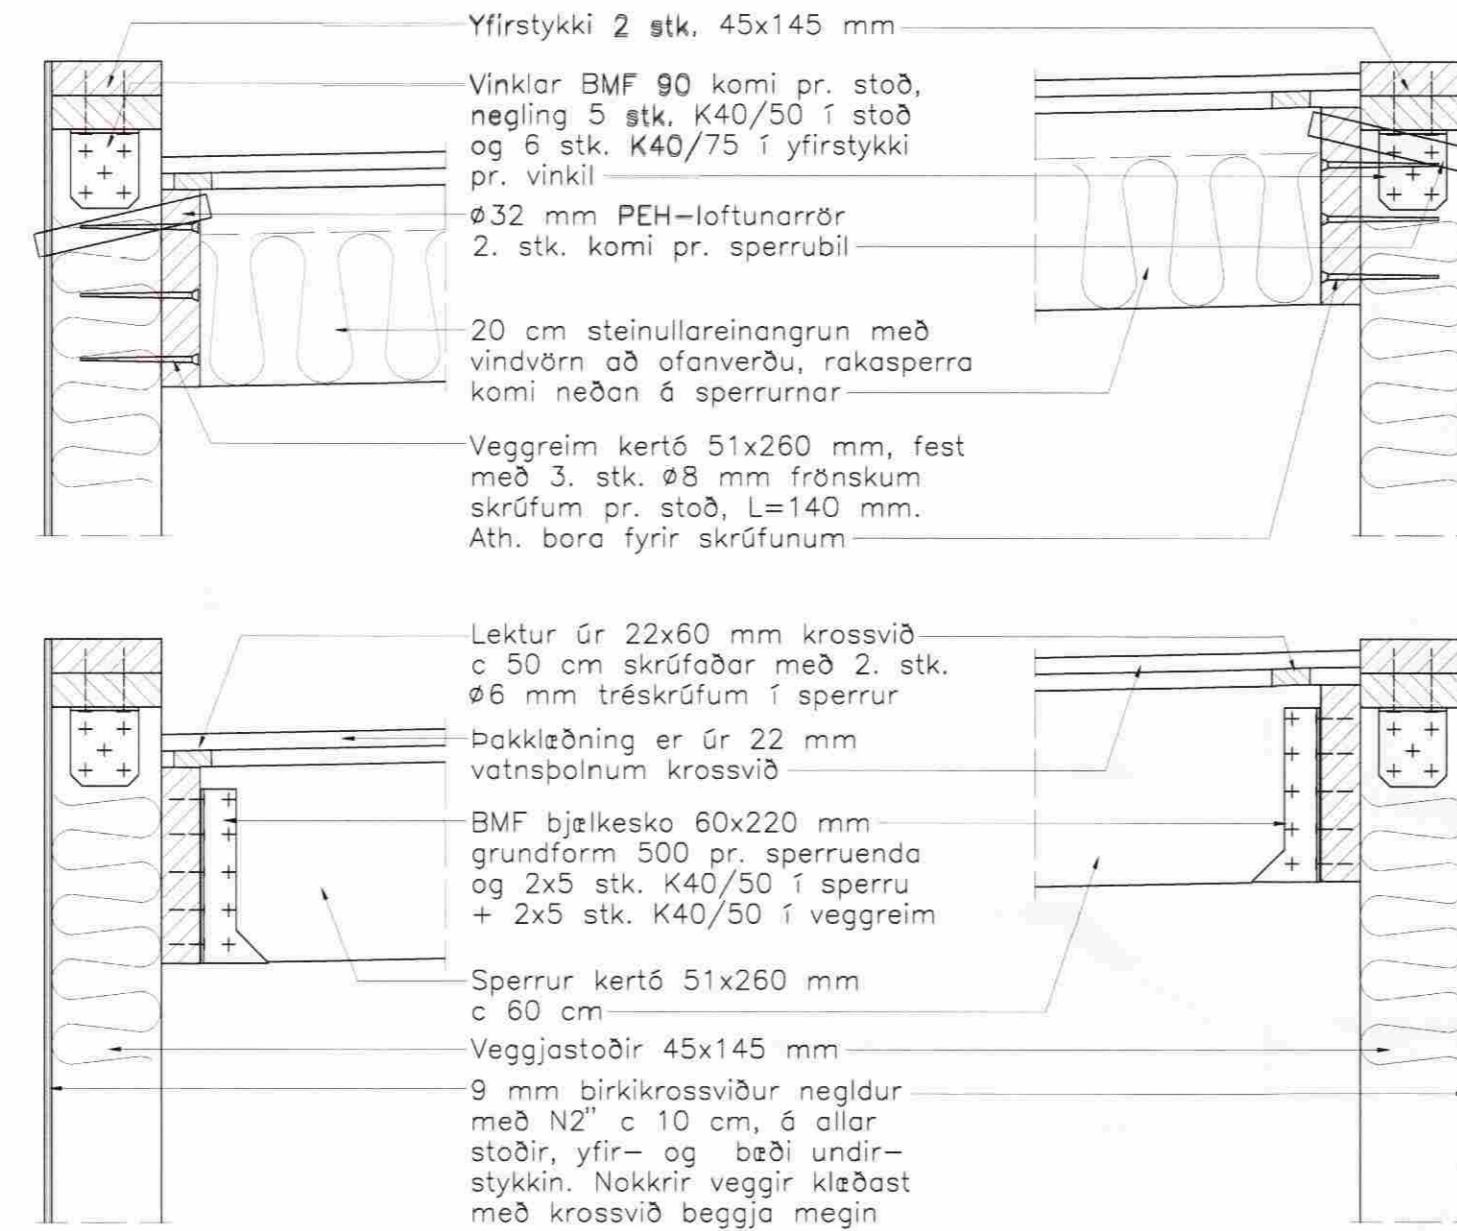 Yfirstykki 2 stk. 45x145 mm
Vinklar BMF 90 komi pr. stoð,
negling 5 stk. K40/50 í stoð
og 6 stk. K40/75 í yfirstykki
pr. vinkil
ø32 mm PEH-loftunarrör
2. stk. komi pr. sperrubil
20 cm steinullareinangrun með
vindvörn að ofanverðu, rakasperra
komi neðan á sperrurnar
Veggreim kertó 51x260 mm, fest
með 3. stk. ø8 mm frönskum
skrúfum pr. stoð, L=140 mm.
Ath. bora fyrir skrúfunum
Lektur úr 22x60 mm krossvið
c 50 cm skrúfaðar með 2. stk.
ø6 mm tréskrúfum í sperrur
Þakklæðning er úr 22 mm
vatnsþolnum krossvið
BMF bjælkesko 60x220 mm
grundform 500 pr. sperruenda
og 2x5 stk. K40/50 í sperru
+ 2x5 stk. K40/50 í veggreim
Sperrur kertó 51x260 mm
c 60 cm
Veggjastoðir 45x145 mm
9 mm birkikrossviður negldur
með N2” c 10 cm, á allar
stoðir, yfir- og bæði undir-
stykkin. Nokkrir veggir klæðast
með krossvið beggja megin